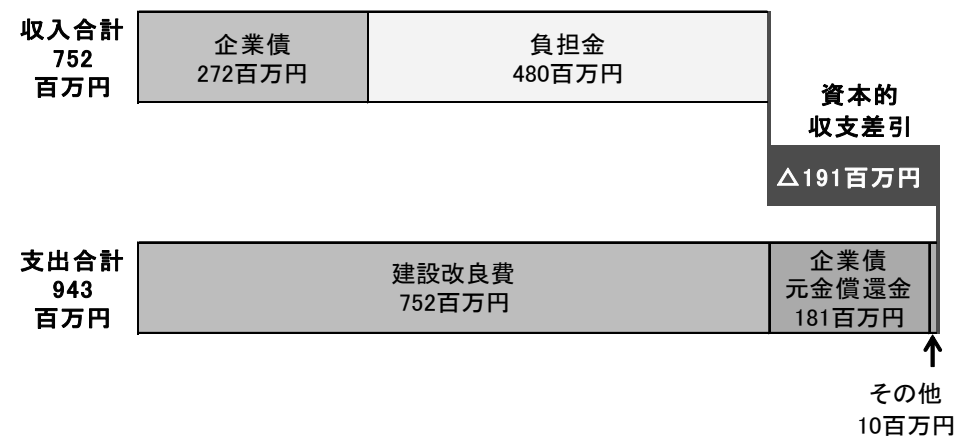 収入合計
752
百万円
企業債
272百万円
負担金
480百万円
資本的
収支差引
△191百万円
支出合計
943
百万円
建設改良費
752百万円
企業債
元金償還金
181百万円
その他
10百万円